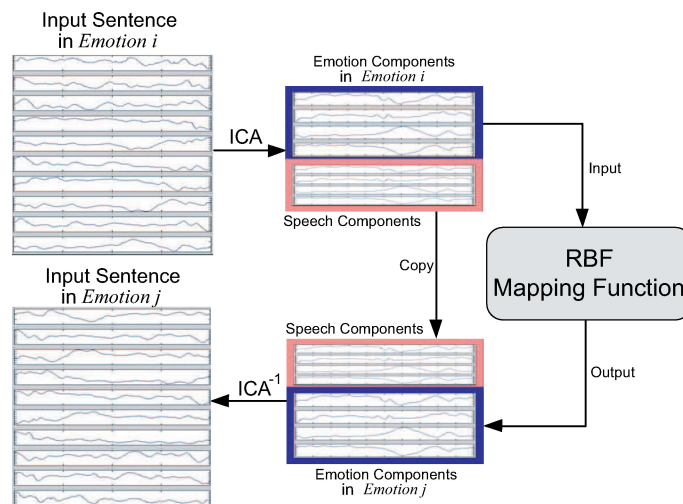 Input Sentence
in Emotion i
Emotion Components
in Emotion i
ICA
Input
Speech Components
Copy
RBF
Mapping Function
Input Sentence
in Emotion j
Speech Components
ICA⁻¹
Output
Emotion Components
in Emotion j